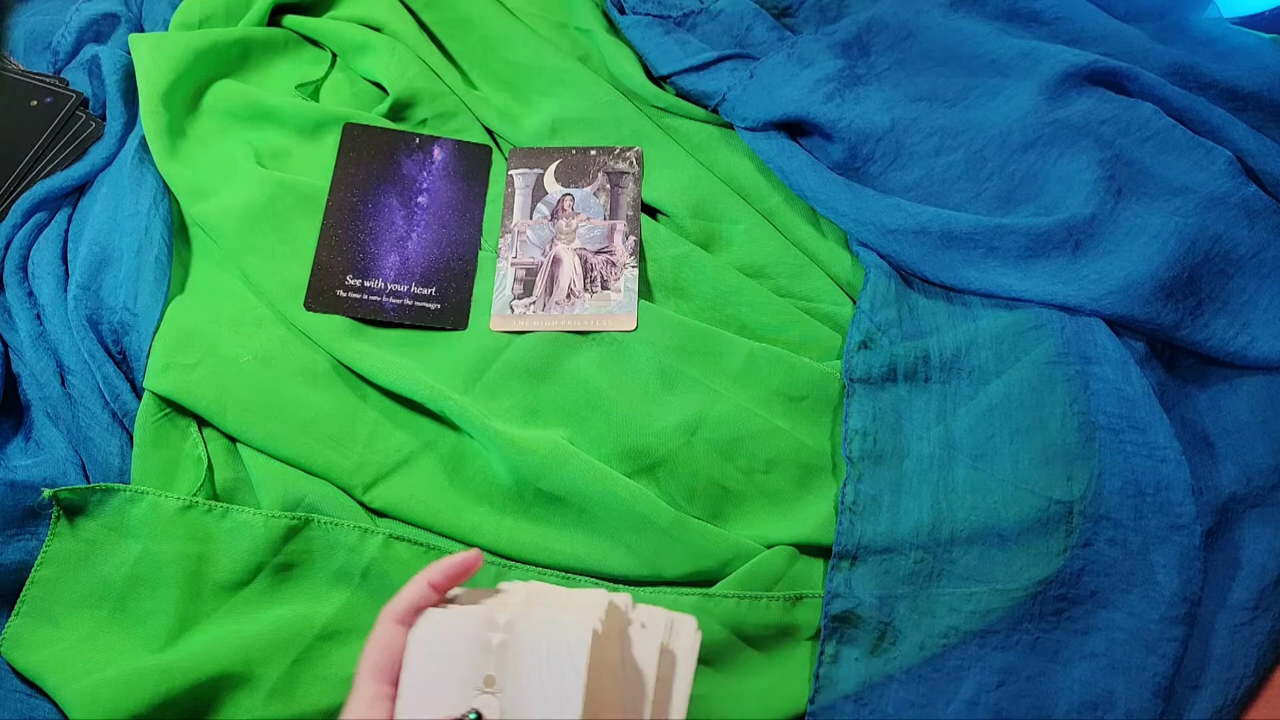 See with your heart.
The time is now to hear the messages
THE HIGH PRIESTESS